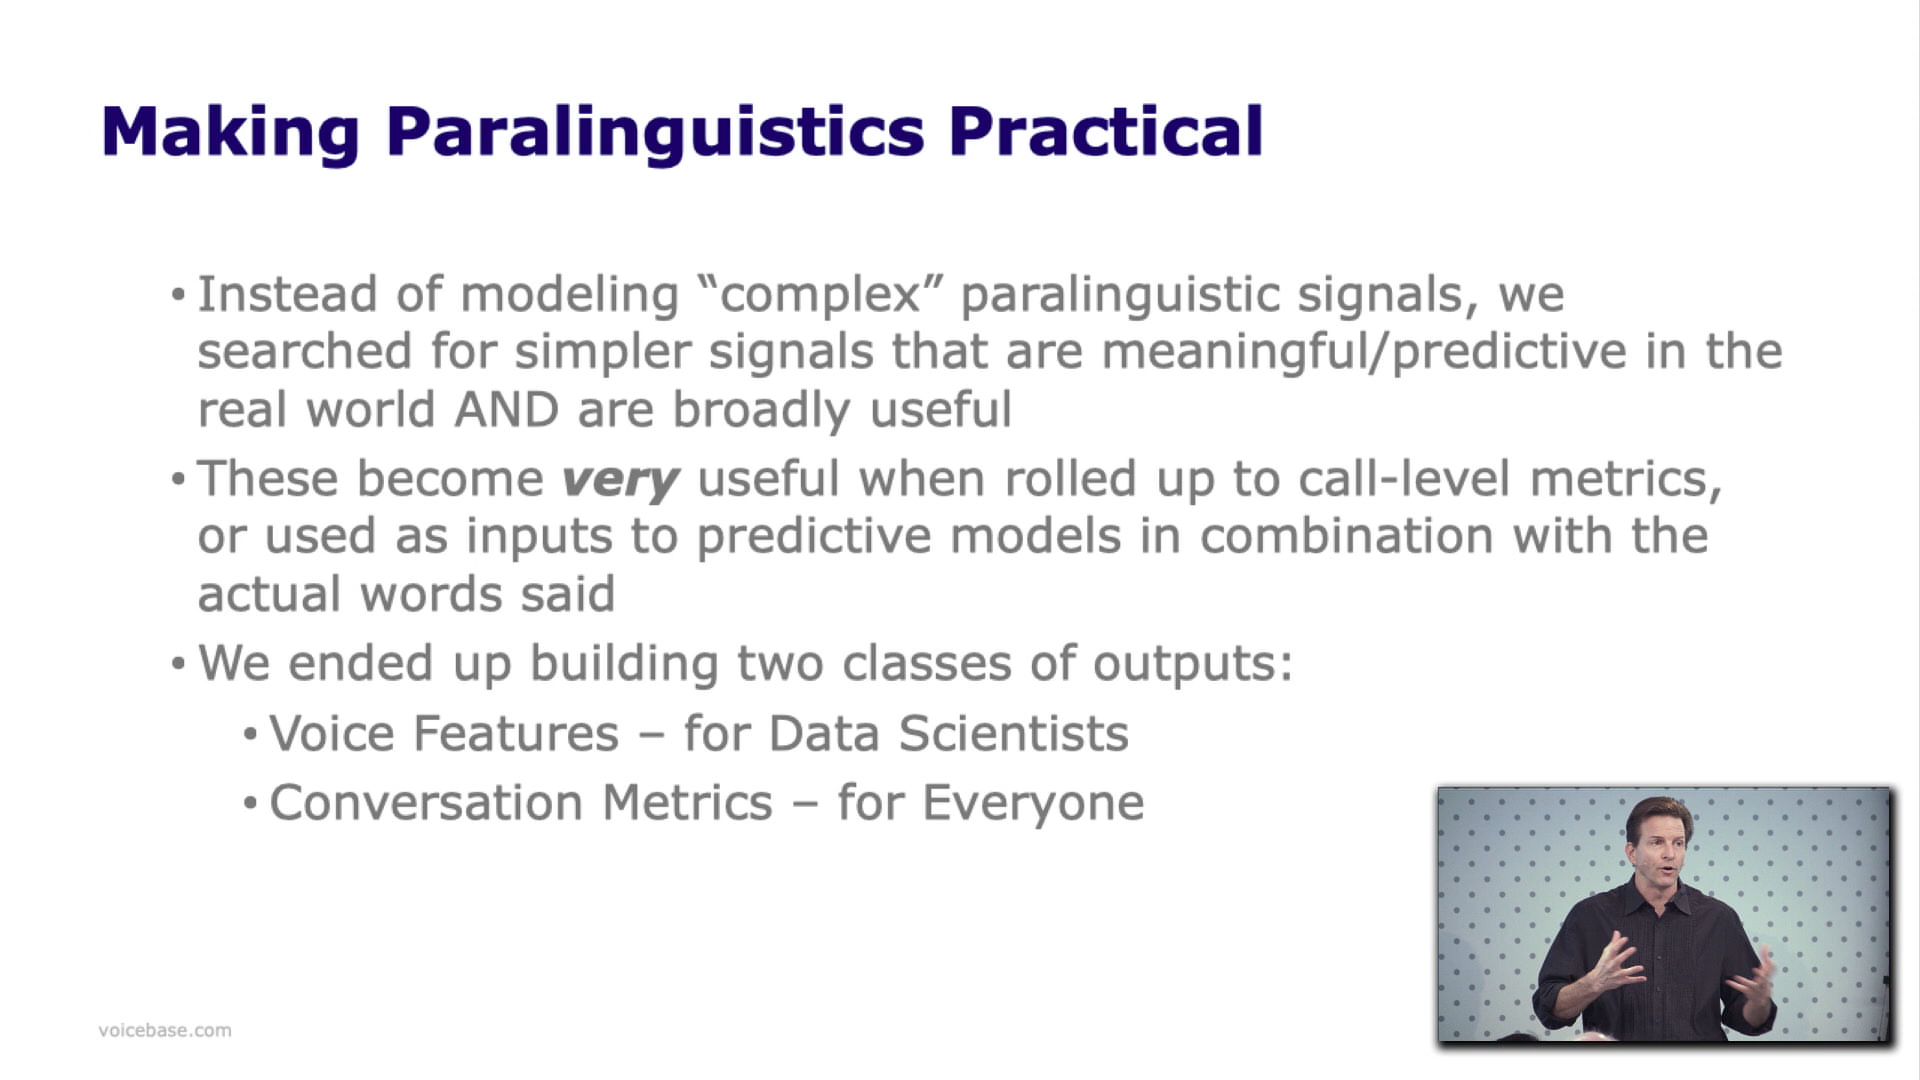 Making Paralinguistics Practical
• Instead of modeling “complex” paralinguistic signals, we
searched for simpler signals that are meaningful/predictive in the
real world AND are broadly useful
• These become very useful when rolled up to call-level metrics,
or used as inputs to predictive models in combination with the
actual words said
• We ended up building two classes of outputs:
• Voice Features – for Data Scientists
• Conversation Metrics – for Everyone
voicebase.com